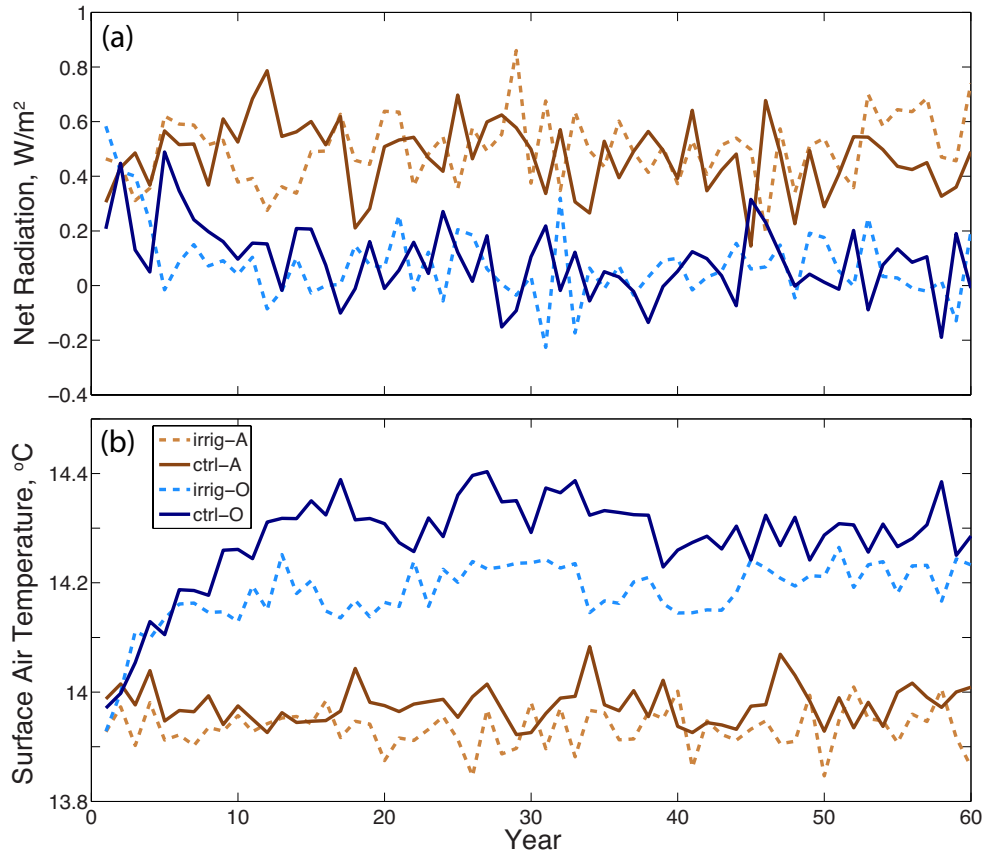 (a)
1
0.8
0.6
0.4
0.2
0
−0.2
−0.4
Net Radiation, W/m²
(b)
irrig−A
ctrl−A
irrig−O
ctrl−O
14.4
14.2
14
13.8
Surface Air Temperature, °C
0 10 20 30 40 50 60
Year